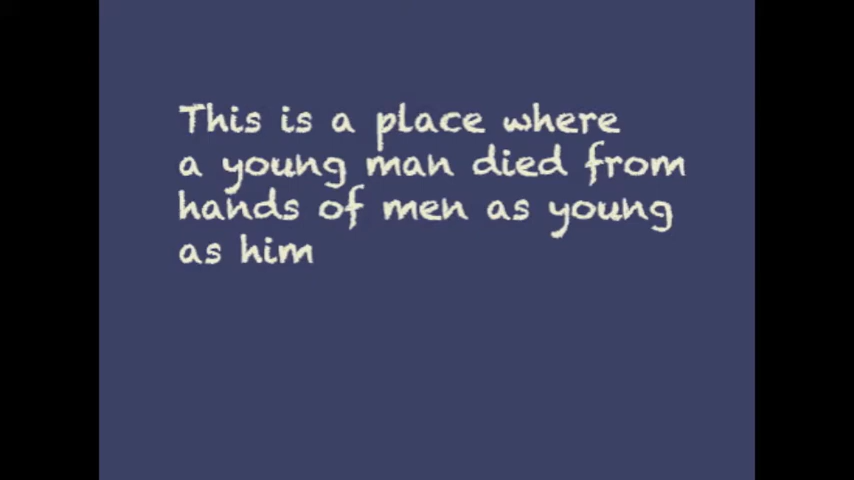 This is a place where
a young man died from
hands of men as young
as him